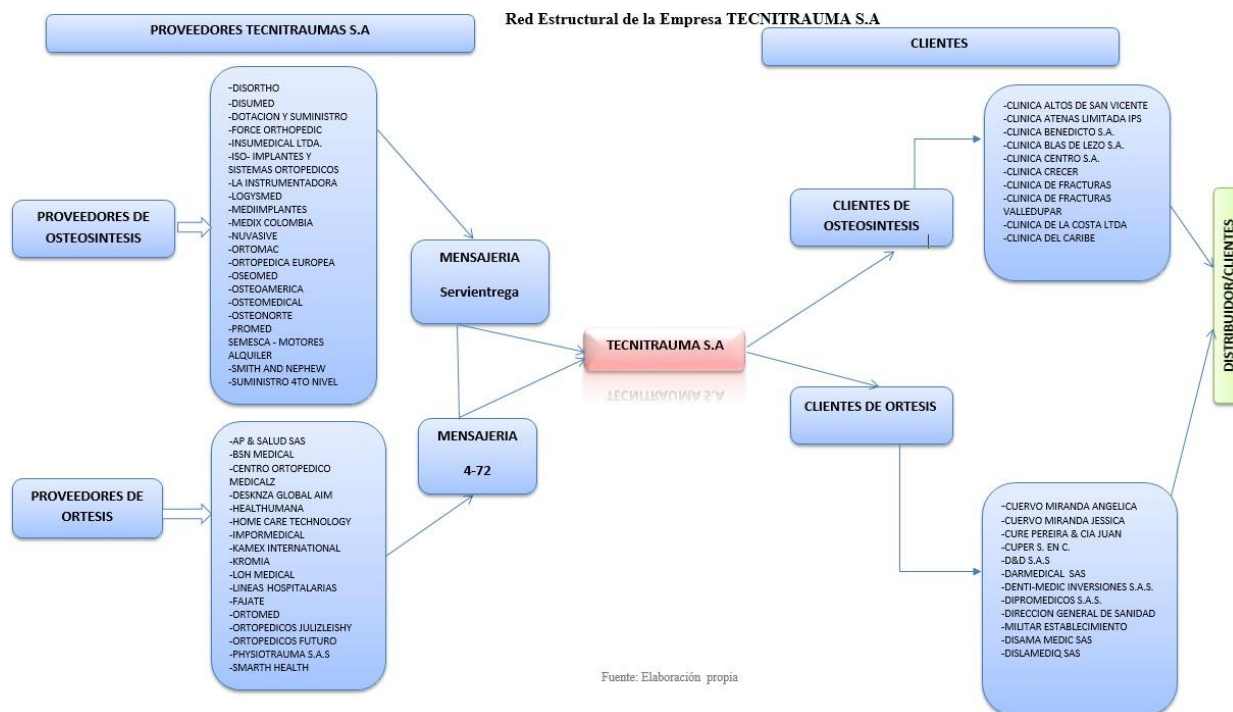 Red Estructural de la Empresa TECNITRAUMA S.A
PROVEEDORES TECNITRAUMAS S.A
CLIENTES
PROVEEDORES DE
OSTEOSINTESIS
-DISORTHO
-DISUMED
-DOTACION Y SUMINISTRO
-FORCE ORTHOPEDIC
-INSUMEDICAL LTDA.
-ISO- IMPLANTES Y
SISTEMAS ORTOPEDICOS
-LA INSTRUMENTADORA
-LOGYSMED
-MEDIIMPLANTES
-MEDIX COLOMBIA
-NUVASIVE
-ORTOMAC
-ORTOPEDICA EUROPEA
-OSEOMED
-OSTEOAMERICA
-OSTEOMEDICAL
-OSTEONORTE
-PROMED
SEMESCA - MOTORES
ALQUILER
-SMITH AND NEPHEW
-SUMINISTRO 4TO NIVEL
PROVEEDORES DE
ORTESIS
-AP & SALUD SAS
-BSN MEDICAL
-CENTRO ORTOPEDICO
MEDICALZ
-DESKNZA GLOBAL AIM
-HEALTHUMANA
-HOME CARE TECHNOLOGY
-IMPORMEDICAL
-KAMEX INTERNATIONAL
-KROMIA
-LOH MEDICAL
-LINEAS HOSPITALARIAS
-FAJATE
-ORTOMED
-ORTOPEDICOS JULIZLEISHY
-ORTOPEDICOS FUTURO
-PHYSIOTRAUMA S.A.S
-SMARTH HEALTH
MENSAJERIA
Servientrega
MENSAJERIA
4-72
TECNITRAUMA S.A
CLIENTES DE
OSTEOSINTESIS
-CLINICA ALTOS DE SAN VICENTE
-CLINICA ATENAS LIMITADA IPS
-CLINICA BENEDICTO S.A.
-CLINICA BLAS DE LEZO S.A.
-CLINICA CENTRO S.A.
-CLINICA CRECER
-CLINICA DE FRACTURAS
-CLINICA DE FRACTURAS
VALLEDUPAR
-CLINICA DE LA COSTA LTDA
-CLINICA DEL CARIBE
CLIENTES DE ORTESIS
-CUERVO MIRANDA ANGELICA
-CUERVO MIRANDA JESSICA
-CURE PEREIRA & CIA JUAN
-CUPER S. EN C.
-D&D S.A.S
-DARMEDICAL SAS
-DENTI-MEDIC INVERSIONES S.A.S.
-DIPROMEDICOS S.A.S.
-DIRECCION GENERAL DE SANIDAD
-MILITAR ESTABLECIMIENTO
-DISAMA MEDIC SAS
-DISLAMEDIQ SAS
DISTRIBUIDOR/CLIENTES
Fuente: Elaboración propia